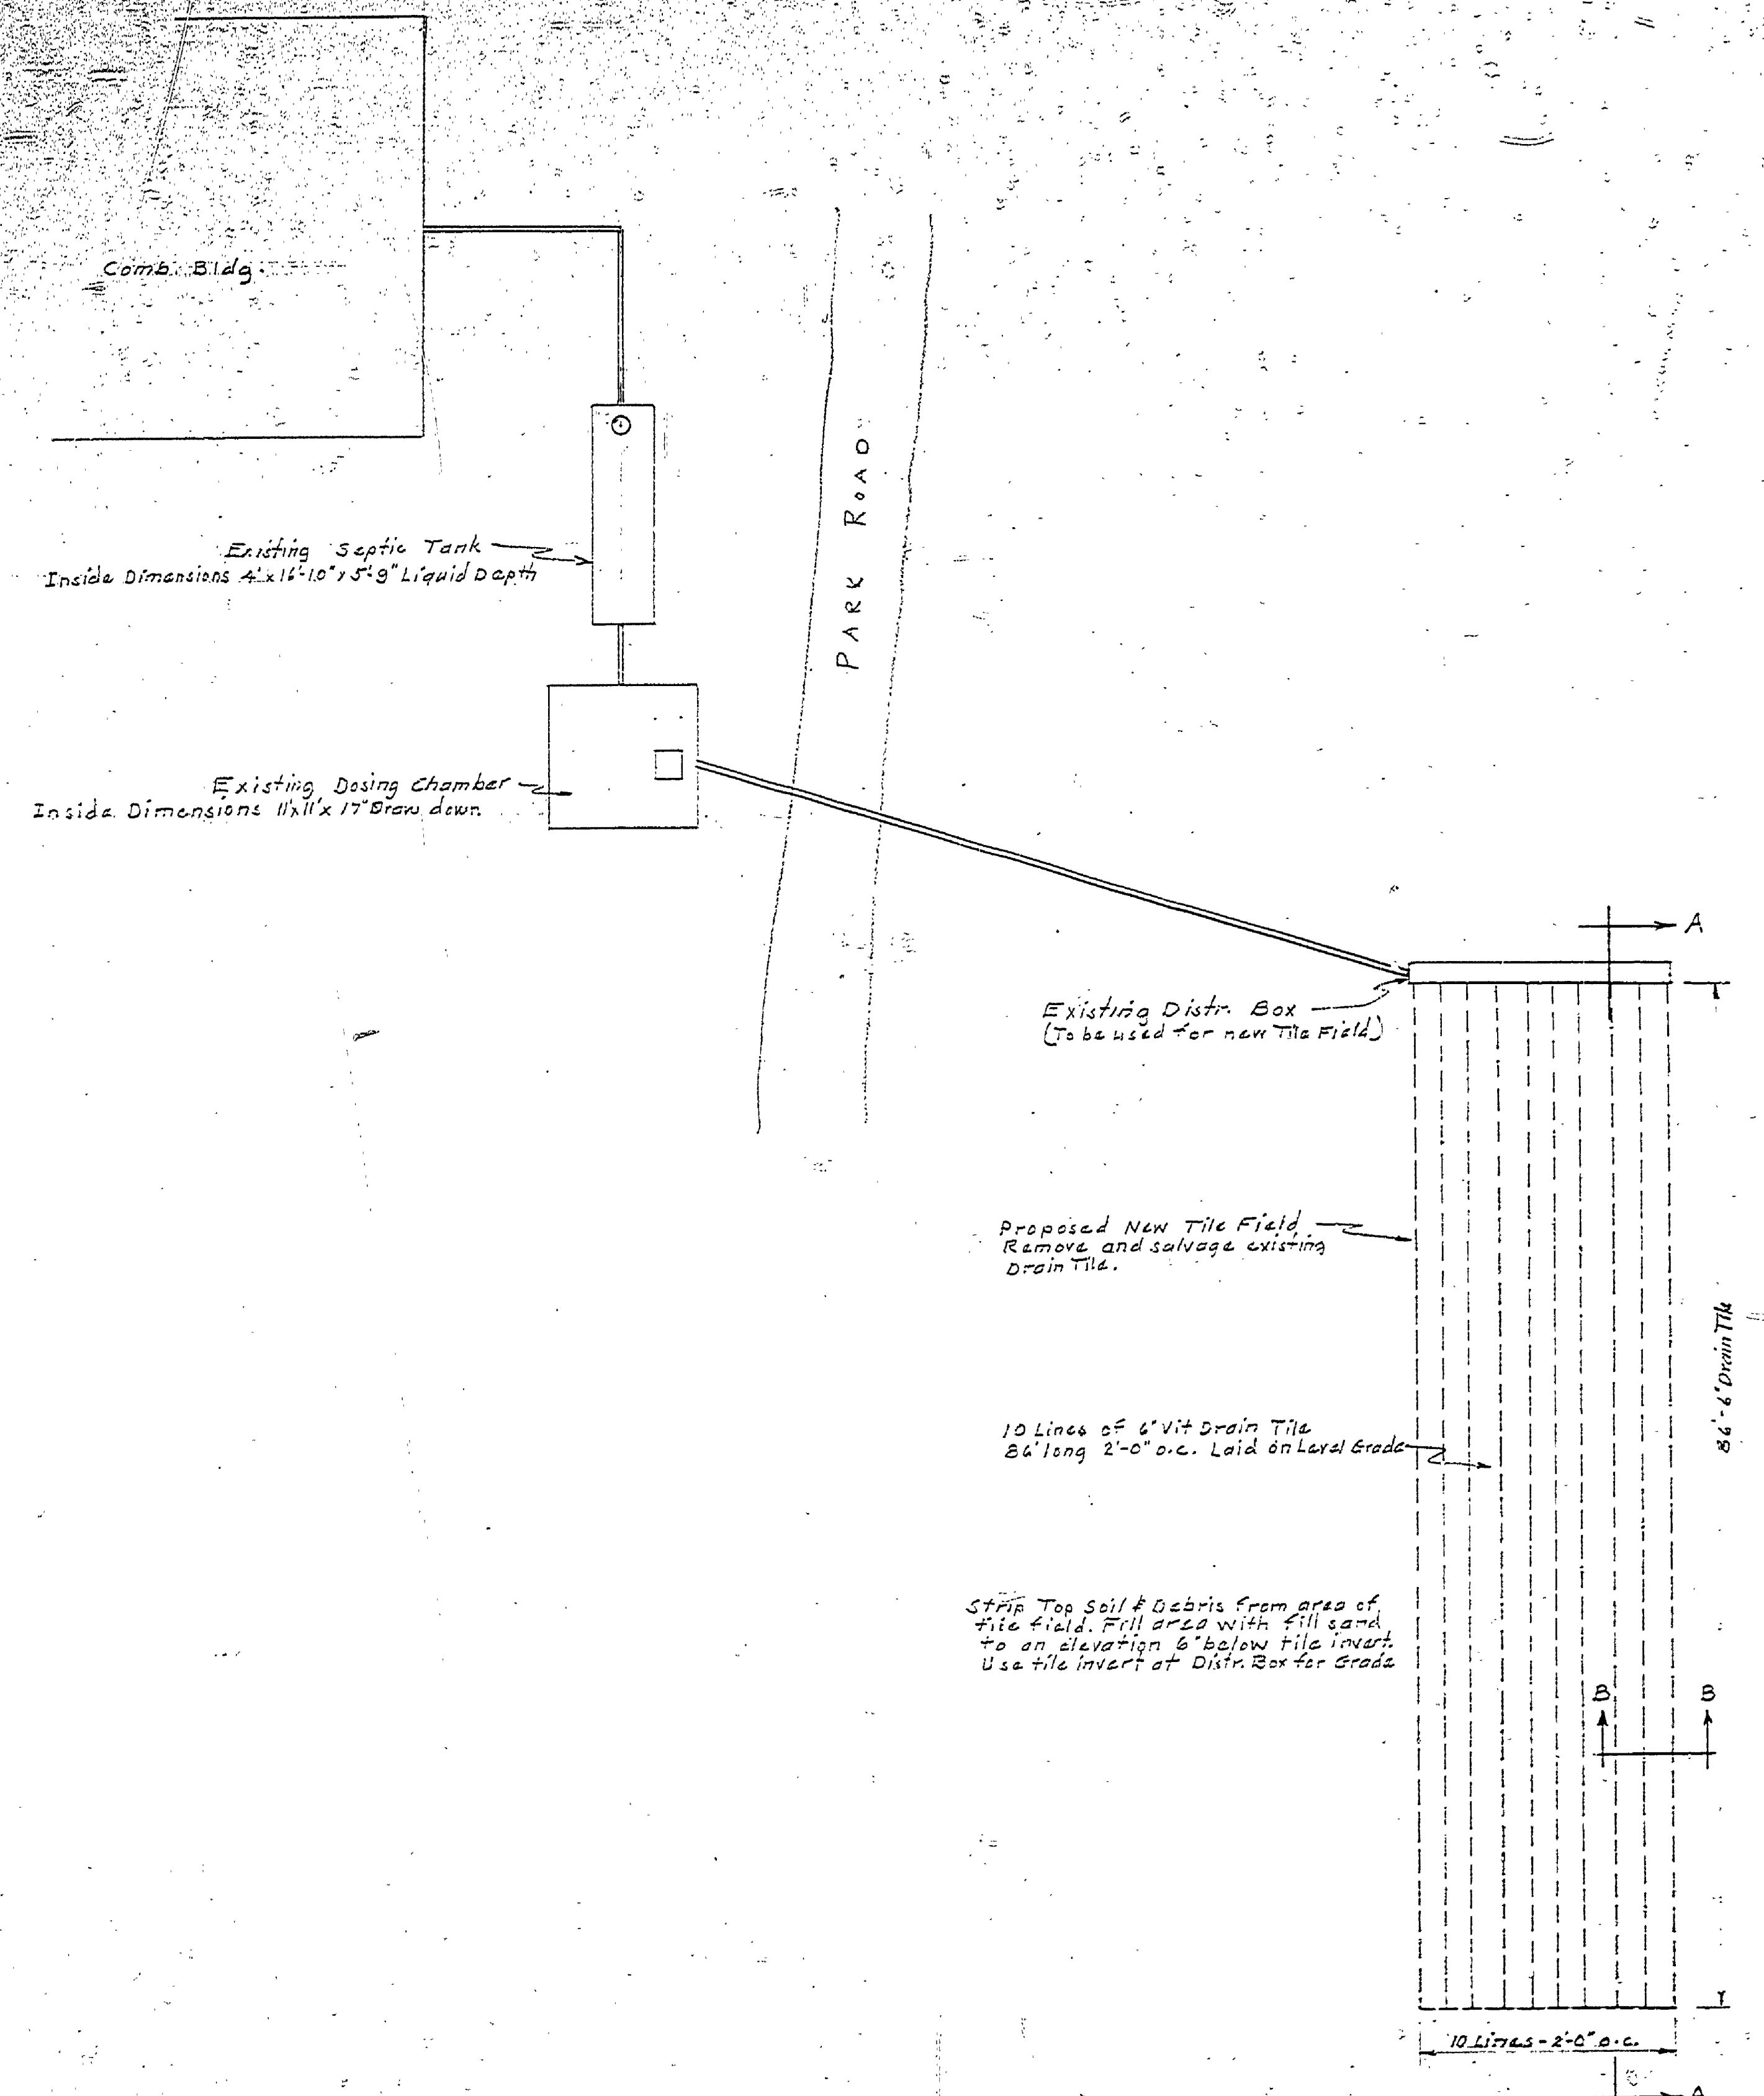 Comb. Bldg.
PARK ROAD
Existing Septic Tank
Inside Dimensions 4'x16'-10"x5'-9" Liquid Depth
Existing Dosing Chamber
Inside Dimensions 11'x11'x17" Draw down
A
Existing Distr. Box
(To be used for new Tile Field)
Proposed New Tile Field
Remove and salvage existing
Drain Tile.
86'-6" Drain Tile
10 Lines of 6" Vit Drain Tile
86' long 2'-0" o.c. Laid on Level Grade
Strip Top Soil & Debris from area of
tile field. Fill area with fill sand
to an elevation 6" below tile invert.
Use tile invert at Distr. Box for Grade
B B
10 Lines - 2'-0" o.c.
A